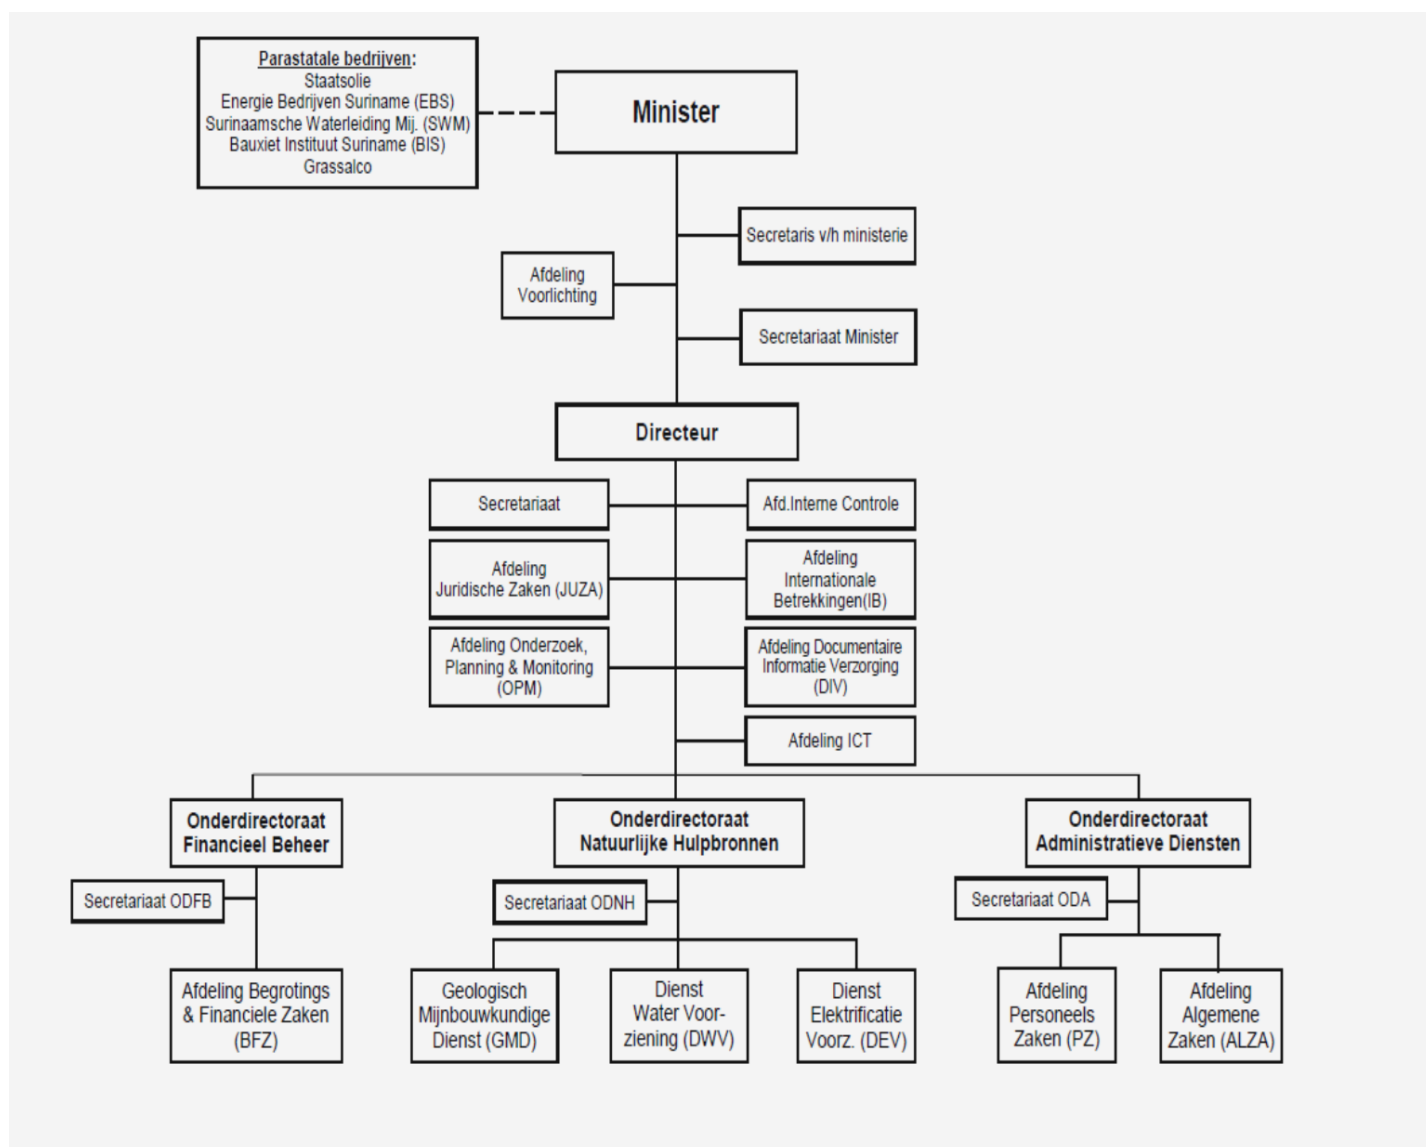 Parastatale bedrijven:
Staatsolie
Energie Bedrijven Suriname (EBS)
Surinaamsche Waterleiding Mij. (SWM)
Bauxiet Instituut Suriname (BIS)
Grassalco
Minister
Secretaris v/h ministerie
Afdeling
Voorlichting
Secretariaat Minister
Directeur
Secretariaat
Afd.Interne Controle
Afdeling
Juridische Zaken (JUZA)
Afdeling
Internationale
Betrekkingen(IB)
Afdeling Onderzoek,
Planning & Monitoring
(OPM)
Afdeling Documentaire
Informatie Verzorging
(DIV)
Afdeling ICT
Onderdirectoraat
Financieel Beheer
Onderdirectoraat
Natuurlijke Hulpbronnen
Onderdirectoraat
Administratieve Diensten
Secretariaat ODFB
Secretariaat ODNH
Secretariaat ODA
Afdeling Begrotings
& Financiele Zaken
(BFZ)
Geologisch
Mijnbouwkundige
Dienst (GMD)
Dienst
Water Voor-
ziening (DWV)
Dienst
Elektrificatie
Voorz. (DEV)
Afdeling
Personeels
Zaken (PZ)
Afdeling
Algemene
Zaken (ALZA)